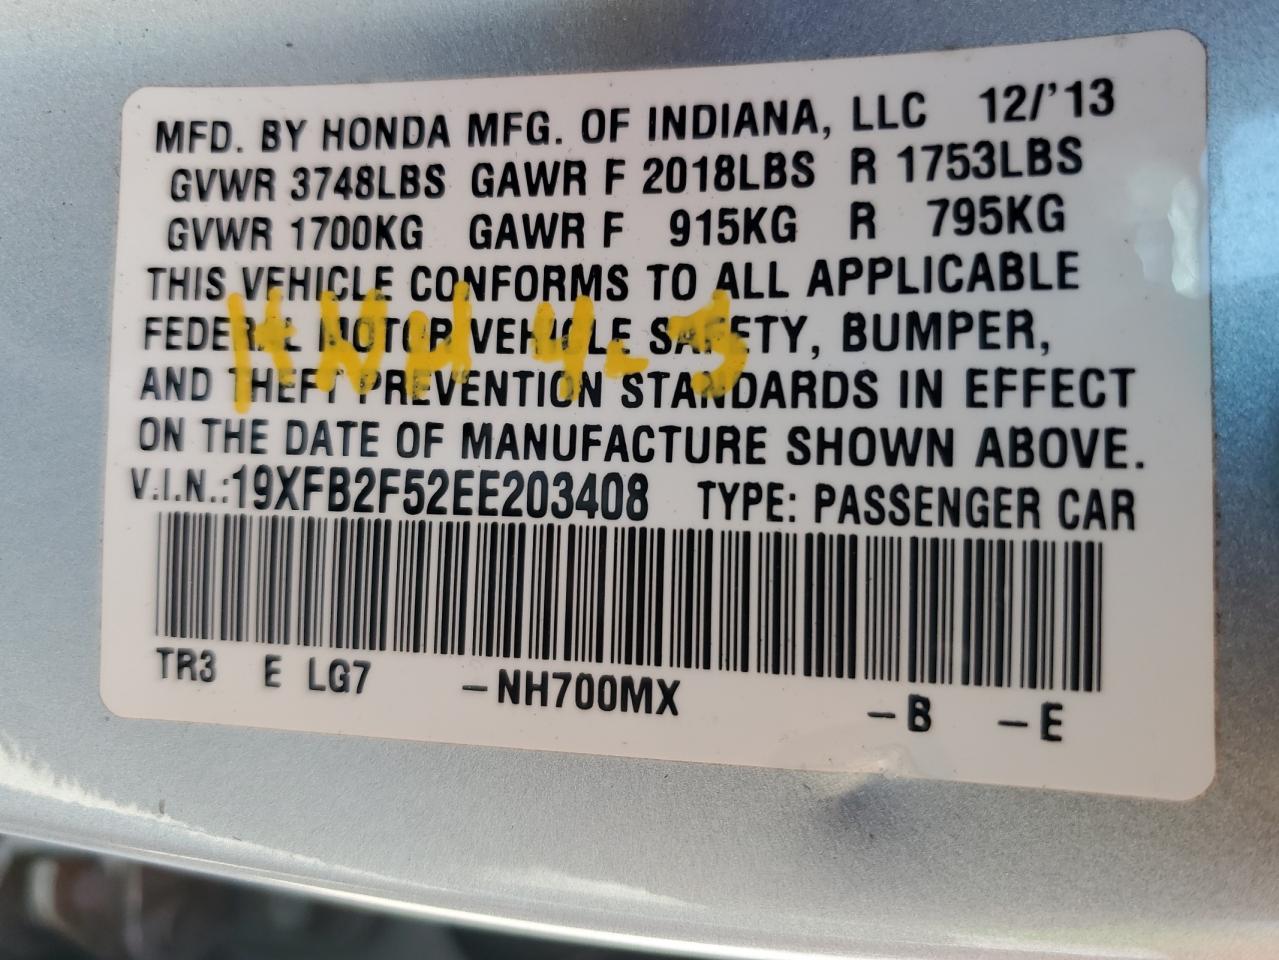 MFD. BY HONDA MFG. OF INDIANA, LLC 12/'13
GVWR 3748LBS GAWR F 2018LBS R 1753LBS
GVWR 1700KG GAWR F 915KG R 795KG
THIS VEHICLE CONFORMS TO ALL APPLICABLE
FEDERAL MOTOR VEHICLE SAFETY, BUMPER,
AND THEFT PREVENTION STANDARDS IN EFFECT
ON THE DATE OF MANUFACTURE SHOWN ABOVE.
V.I.N.:19XFB2F52EE203408 TYPE: PASSENGER CAR
TR3 E LG7 -NH700MX -B -E